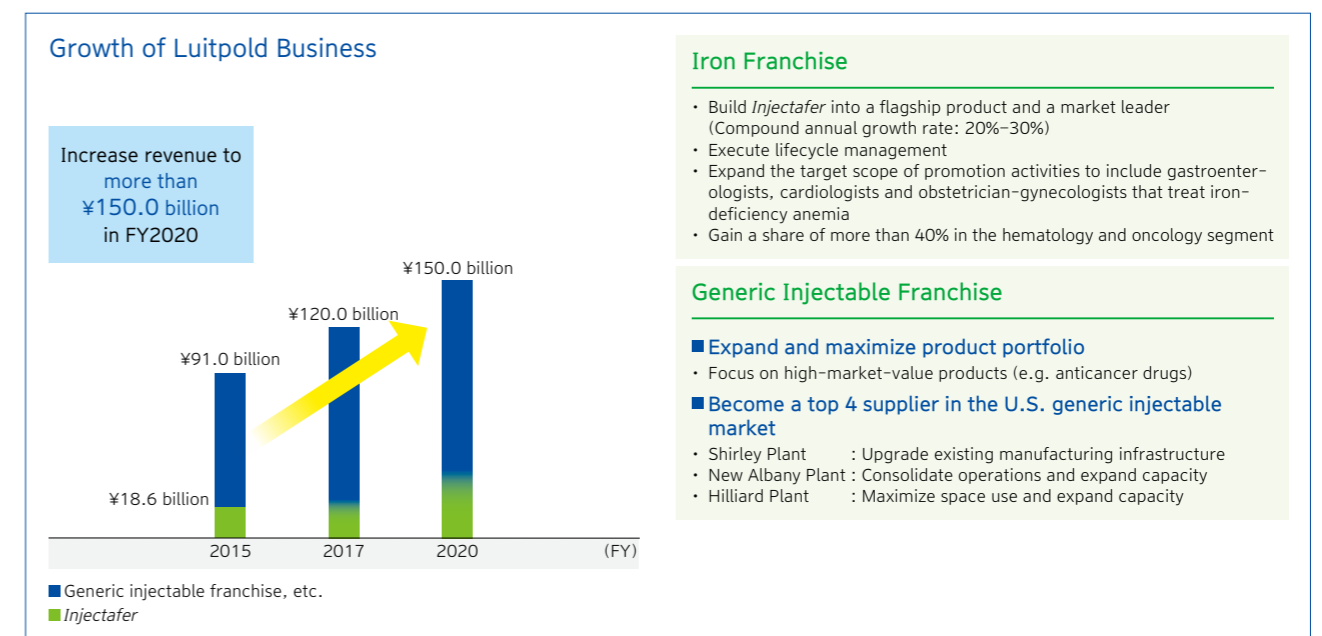 Growth of Luitpold Business
Increase revenue to
more than
¥150.0 billion
in FY2020
¥150.0 billion
¥120.0 billion
¥91.0 billion
¥18.6 billion
2015
2017
2020
(FY)
Generic injectable franchise, etc.
Injectafer
Iron Franchise
・ Build Injectafer into a flagship product and a market leader
(Compound annual growth rate: 20%–30%)
・ Execute lifecycle management
・ Expand the target scope of promotion activities to include gastroenter-
ologists, cardiologists and obstetrician-gynecologists that treat iron-
deficiency anemia
・ Gain a share of more than 40% in the hematology and oncology segment
Generic Injectable Franchise
■ Expand and maximize product portfolio
・ Focus on high-market-value products (e.g. anticancer drugs)
■ Become a top 4 supplier in the U.S. generic injectable
market
・ Shirley Plant : Upgrade existing manufacturing infrastructure
・ New Albany Plant : Consolidate operations and expand capacity
・ Hilliard Plant : Maximize space use and expand capacity